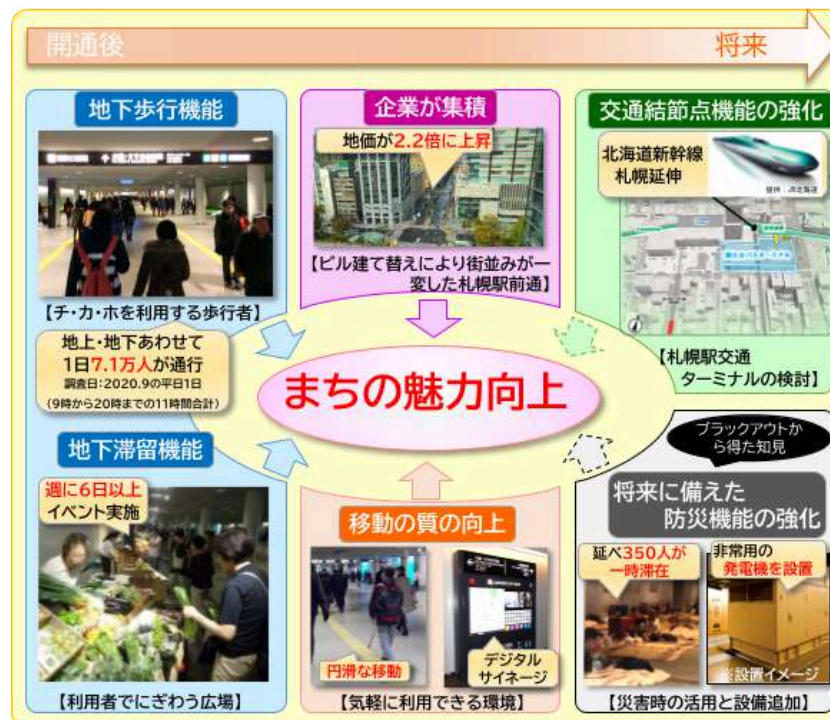 開通後
将来
地下歩行機能
【チ・カ・ホを利用する歩行者】
地上・地下あわせて
1日7.1万人が通行
調査日:2020.9の平日1日
(9時から20時までの11時間合計)
企業が集積
地価が2.2倍に上昇
【ビル建て替えにより街並みが一
変した札幌駅前通】
交通結節点機能の強化
北海道新幹線
札幌延伸
提供:JR北海道
【札幌駅交通
ターミナルの検討】
まちの魅力向上
地下滞留機能
週に6日以上
イベント実施
【利用者でにぎわう広場】
移動の質の向上
円滑な移動
デジタル
サイネージ
【気軽に利用できる環境】
ブラックアウトか
ら得た知見
将来に備えた
防災機能の強化
延べ350人が
一時滞在
非常用の
発電機を設置
※設置イメージ
【災害時の活用と設備追加】